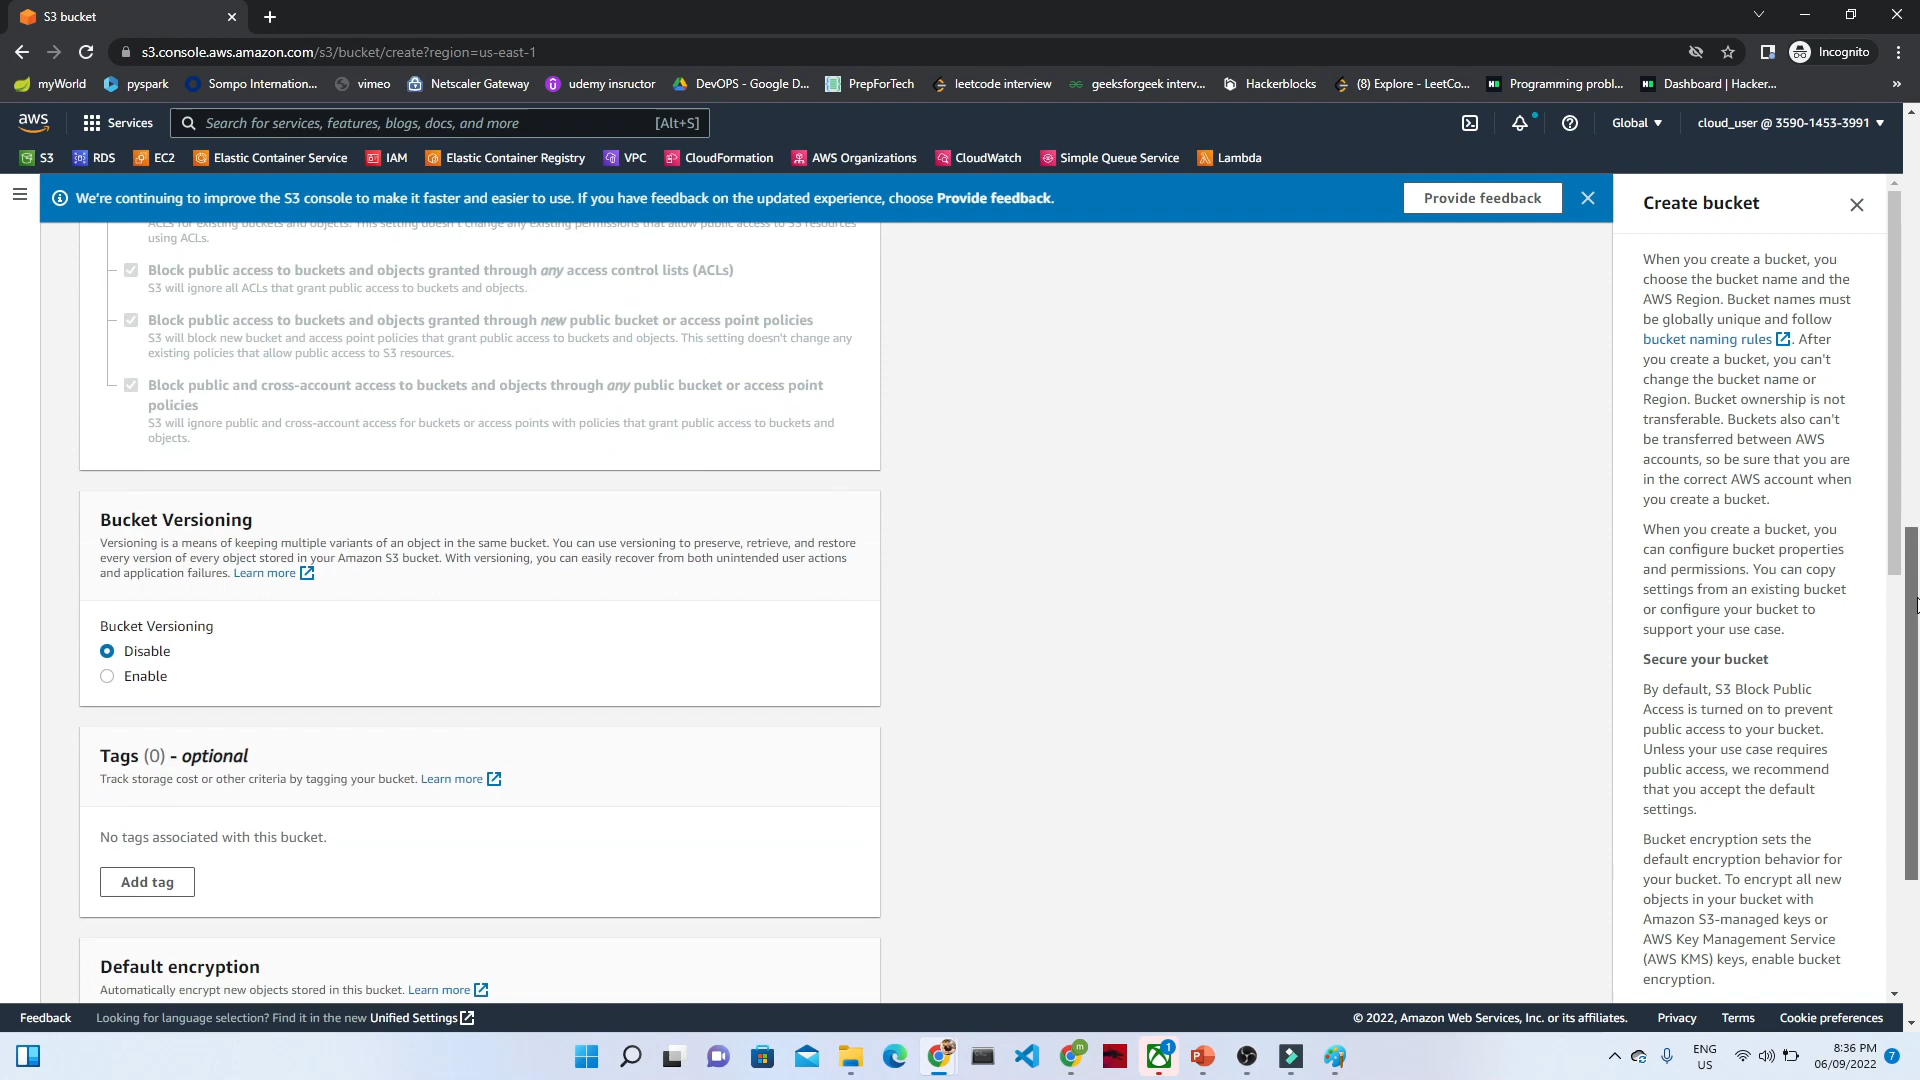 S3 bucket
s3.console.aws.amazon.com/s3/bucket/create?region=us-east-1
Incognito
myWorld
pyspark
Sompo Internation...
vimeo
Netscaler Gateway
udemy insructor
DevOPS - Google D...
PrepForTech
leetcode interview
geeksforgeek interv...
Hackerblocks
(8) Explore - LeetCo...
Programming probl...
Dashboard | Hacker...
aws
Services
Search for services, features, blogs, docs, and more
[Alt+S]
Global
cloud_user @ 3590-1453-3991
S3
RDS
EC2
Elastic Container Service
IAM
Elastic Container Registry
VPC
CloudFormation
AWS Organizations
CloudWatch
Simple Queue Service
Lambda
We're continuing to improve the S3 console to make it faster and easier to use. If you have feedback on the updated experience, choose Provide feedback.
Provide feedback
ACLs for existing buckets and objects. This setting doesn't change any existing permissions that allow public access to S3 resources
using ACLs.
Block public access to buckets and objects granted through any access control lists (ACLs)
S3 will ignore all ACLs that grant public access to buckets and objects.
Block public access to buckets and objects granted through new public bucket or access point policies
S3 will block new bucket and access point policies that grant public access to buckets and objects. This setting doesn't change any
existing policies that allow public access to S3 resources.
Block public and cross-account access to buckets and objects through any public bucket or access point
policies
S3 will ignore public and cross-account access for buckets or access points with policies that grant public access to buckets and
objects.
Bucket Versioning
Versioning is a means of keeping multiple variants of an object in the same bucket. You can use versioning to preserve, retrieve, and restore
every version of every object stored in your Amazon S3 bucket. With versioning, you can easily recover from both unintended user actions
and application failures. Learn more
Bucket Versioning
Disable
Enable
Tags (0) - optional
Track storage cost or other criteria by tagging your bucket. Learn more
No tags associated with this bucket.
Add tag
Default encryption
Automatically encrypt new objects stored in this bucket. Learn more
Create bucket
When you create a bucket, you
choose the bucket name and the
AWS Region. Bucket names must
be globally unique and follow
bucket naming rules . After
you create a bucket, you can't
change the bucket name or
Region. Bucket ownership is not
transferable. Buckets also can't
be transferred between AWS
accounts, so be sure that you are
in the correct AWS account when
you create a bucket.
When you create a bucket, you
can configure bucket properties
and permissions. You can copy
settings from an existing bucket
or configure your bucket to
support your use case.
Secure your bucket
By default, S3 Block Public
Access is turned on to prevent
public access to your bucket.
Unless your use case requires
public access, we recommend
that you accept the default
settings.
Bucket encryption sets the
default encryption behavior for
your bucket. To encrypt all new
objects in your bucket with
Amazon S3-managed keys or
AWS Key Management Service
(AWS KMS) keys, enable bucket
encryption.
Feedback
Looking for language selection? Find it in the new Unified Settings
© 2022, Amazon Web Services, Inc. or its affiliates.
Privacy
Terms
Cookie preferences
m
1
ENG
US
8:36 PM
06/09/2022
7